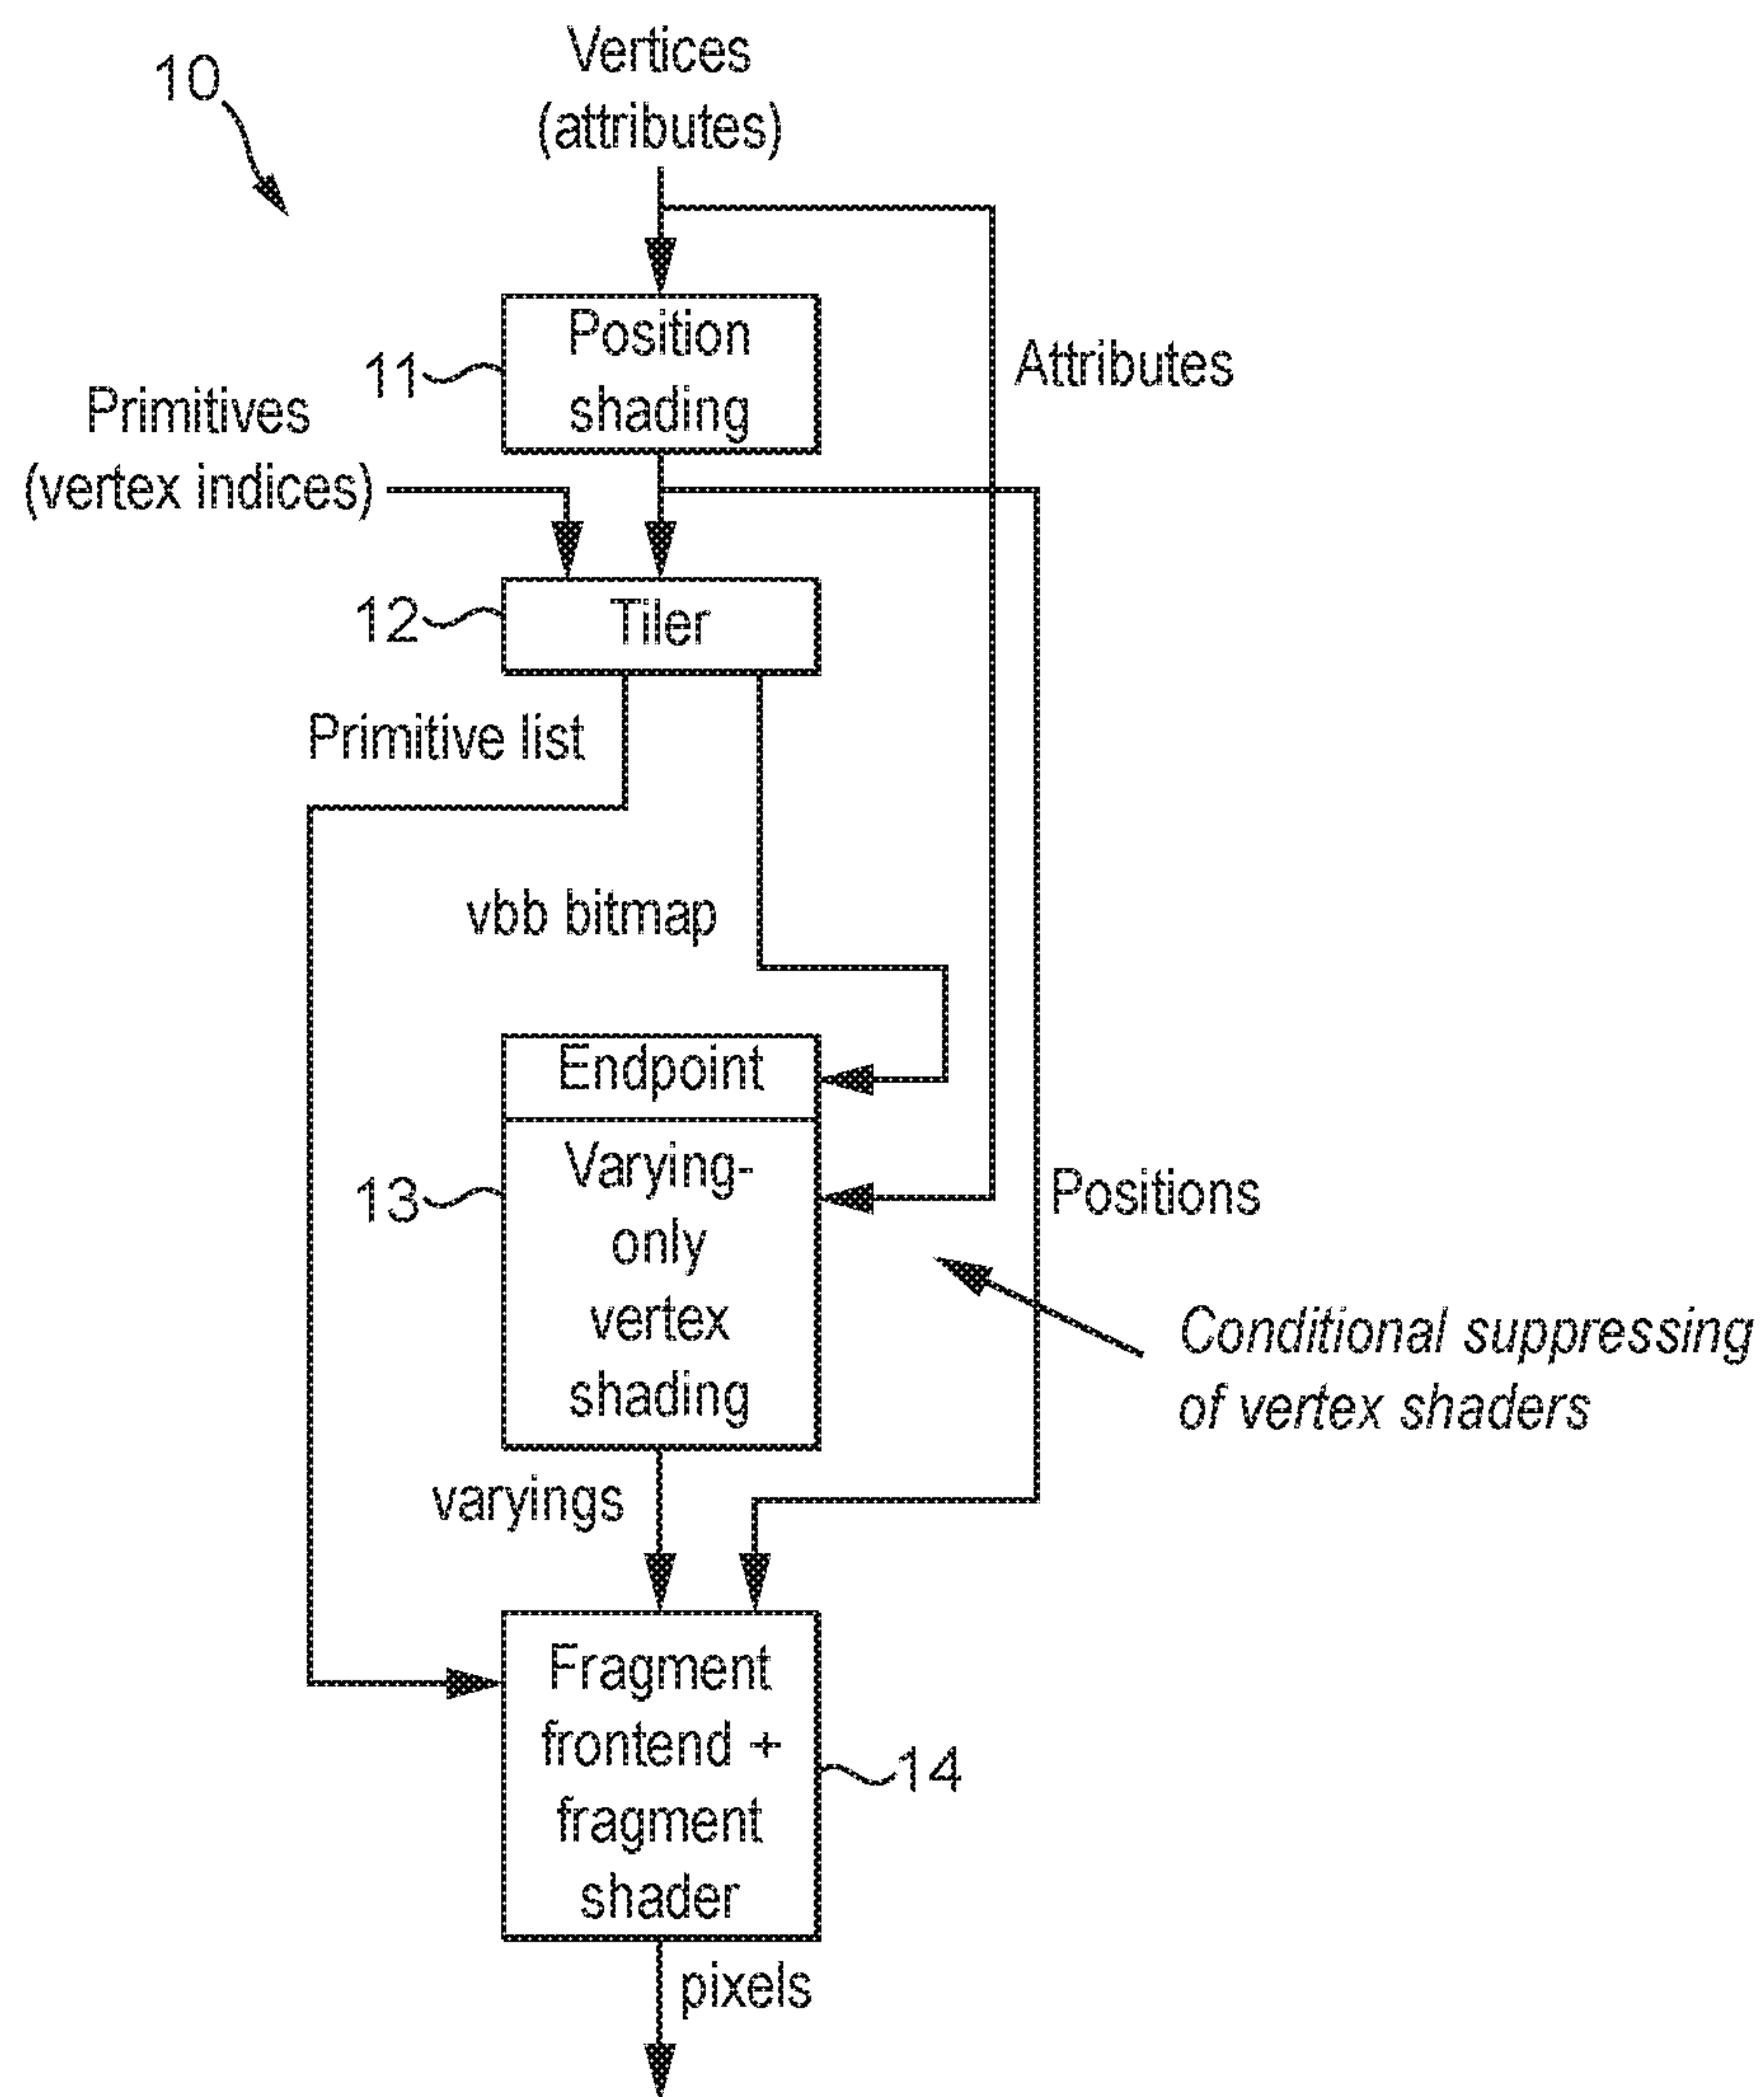 10
Vertices
(attributes)
Position
shading
11
Attributes
Primitives
(vertex indices)
12
Tiler
Primitive list
vbb bitmap
Endpoint
13
Varying-
only
vertex
shading
Positions
Conditional suppressing
of vertex shaders
varyings
Fragment
frontend +
fragment
shader
14
pixels